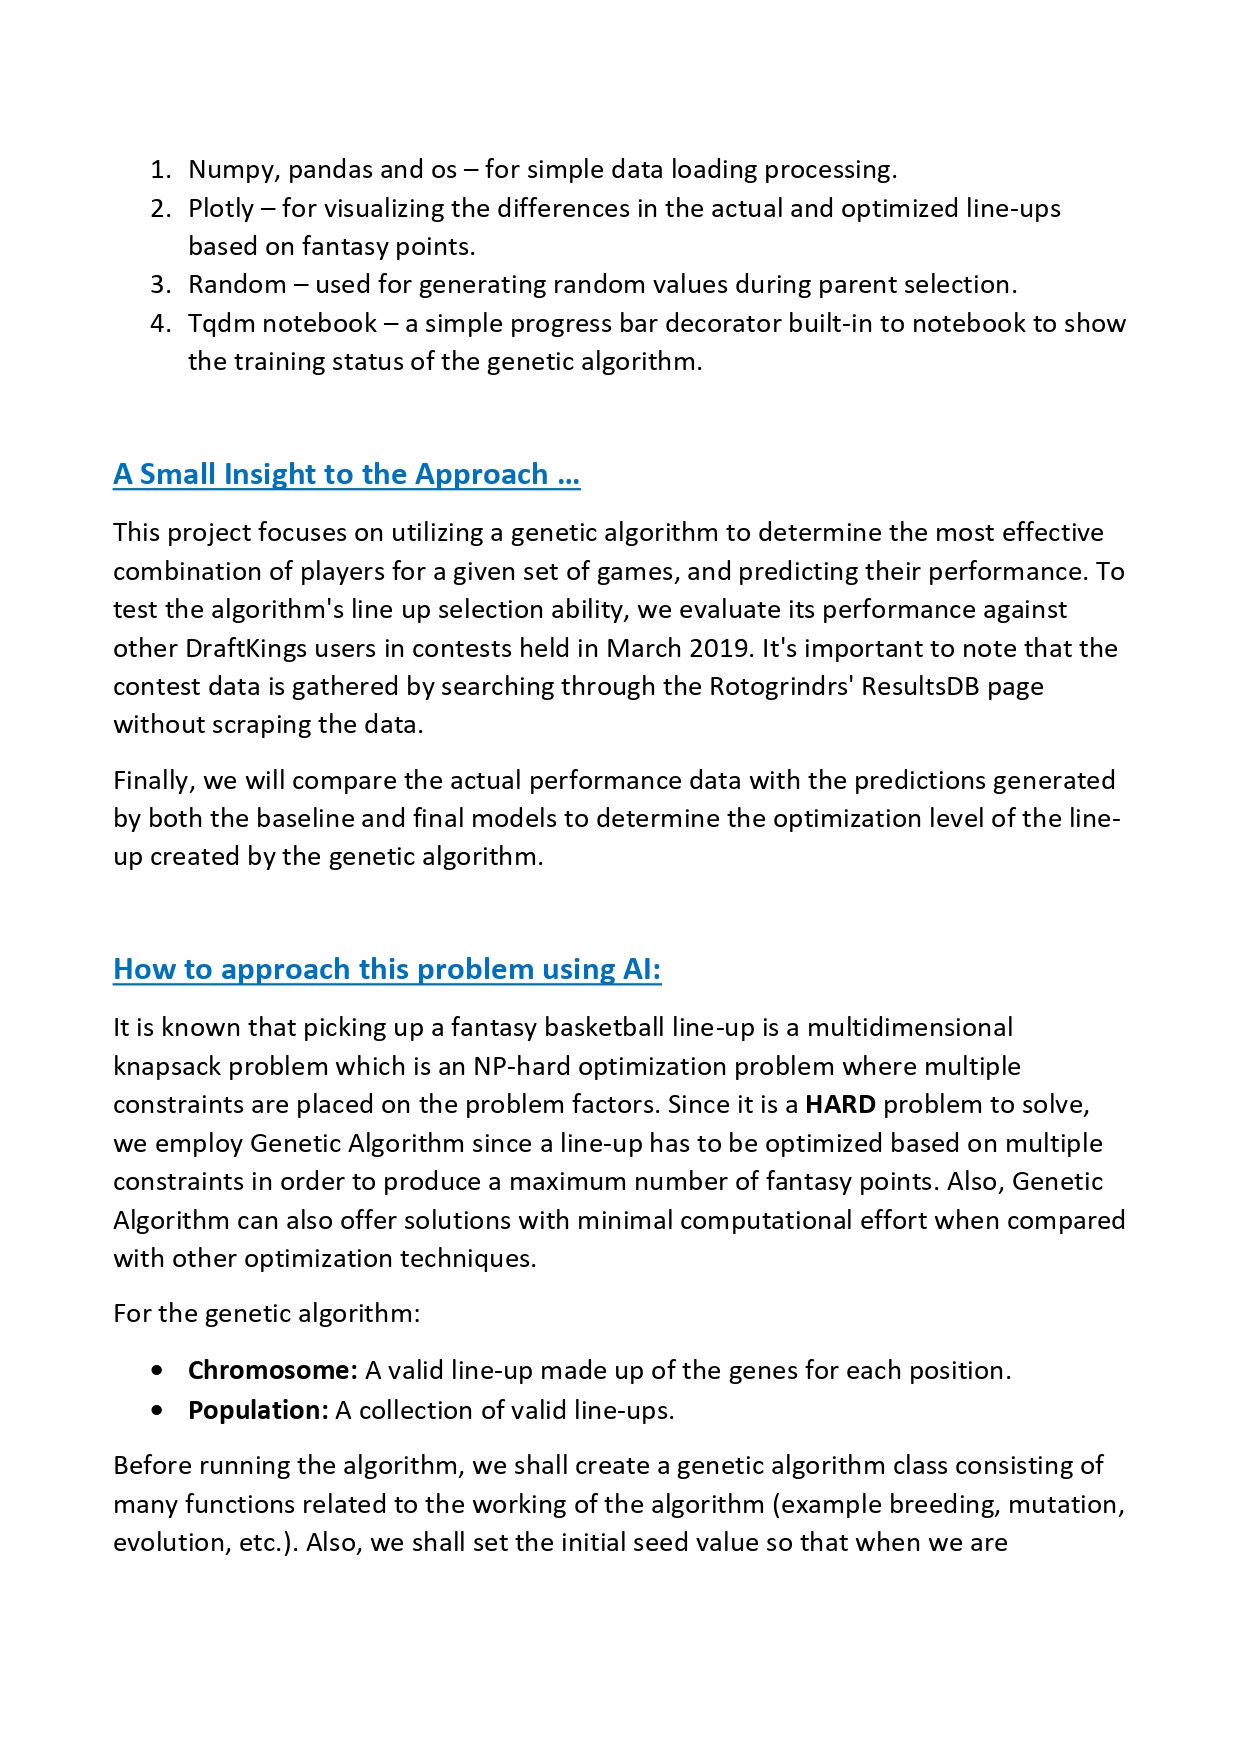 1. Numpy, pandas and os – for simple data loading processing.
2. Plotly – for visualizing the differences in the actual and optimized line-ups
based on fantasy points.
3. Random – used for generating random values during parent selection.
4. Tqdm notebook – a simple progress bar decorator built-in to notebook to show
the training status of the genetic algorithm.
A Small Insight to the Approach ...
This project focuses on utilizing a genetic algorithm to determine the most effective
combination of players for a given set of games, and predicting their performance. To
test the algorithm's line up selection ability, we evaluate its performance against
other DraftKings users in contests held in March 2019. It's important to note that the
contest data is gathered by searching through the Rotogrindrs' ResultsDB page
without scraping the data.
Finally, we will compare the actual performance data with the predictions generated
by both the baseline and final models to determine the optimization level of the line-
up created by the genetic algorithm.
How to approach this problem using AI:
It is known that picking up a fantasy basketball line-up is a multidimensional
knapsack problem which is an NP-hard optimization problem where multiple
constraints are placed on the problem factors. Since it is a HARD problem to solve,
we employ Genetic Algorithm since a line-up has to be optimized based on multiple
constraints in order to produce a maximum number of fantasy points. Also, Genetic
Algorithm can also offer solutions with minimal computational effort when compared
with other optimization techniques.
For the genetic algorithm:
• Chromosome: A valid line-up made up of the genes for each position.
• Population: A collection of valid line-ups.
Before running the algorithm, we shall create a genetic algorithm class consisting of
many functions related to the working of the algorithm (example breeding, mutation,
evolution, etc.). Also, we shall set the initial seed value so that when we are